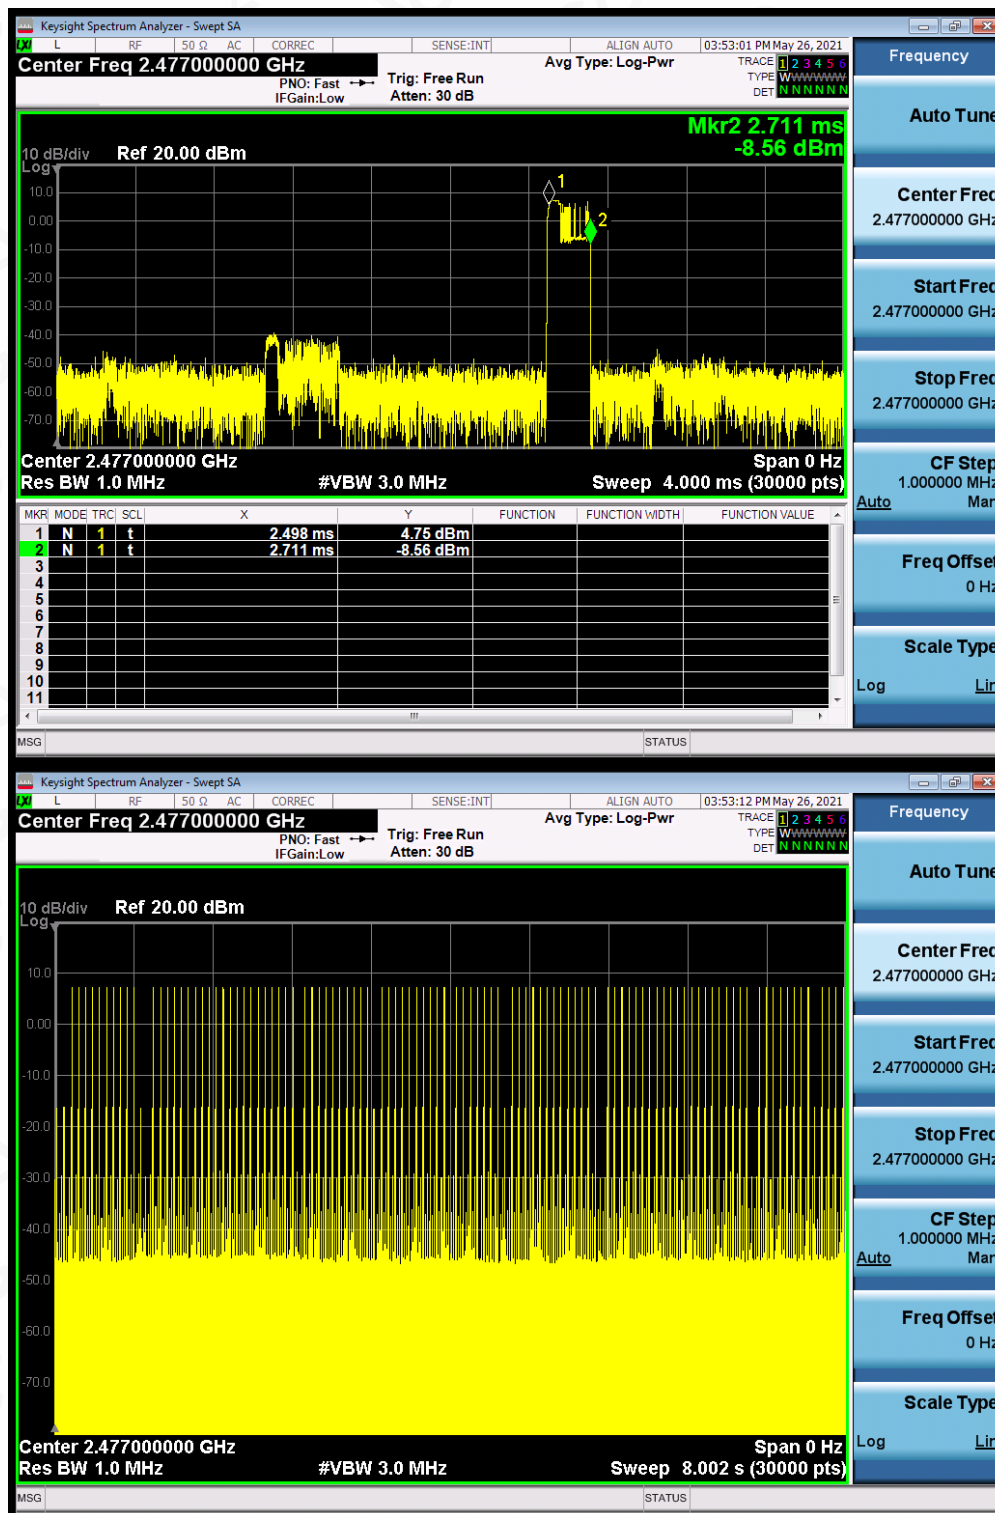 Keysight Spectrum Analyzer - Swept SA
LXI L RF 50 Ω AC CORREC SENSE:INT ALIGN AUTO 03:53:01 PM May 26, 2021
Center Freq 2.477000000 GHz
PNO: Fast
IFGain:Low
Trig: Free Run
Atten: 30 dB
Avg Type: Log-Pwr
TRACE 1 2 3 4 5 6
TYPE WWWWWW
DET N N N N N N
Mkr2 2.711 ms
-8.56 dBm
10 dB/div Ref 20.00 dBm
Log
10.0
0.00
-10.0
-20.0
-30.0
-40.0
-50.0
-60.0
-70.0
1
2
Center 2.477000000 GHz Span 0 Hz
Res BW 1.0 MHz #VBW 3.0 MHz Sweep 4.000 ms (30000 pts)
MKR MODE TRC SCL X Y FUNCTION FUNCTION WIDTH FUNCTION VALUE
1 N 1 t 2.498 ms 4.75 dBm
2 N 1 t 2.711 ms -8.56 dBm
3
4
5
6
7
8
9
10
11
MSG STATUS
Frequency
Auto Tune
Center Freq
2.477000000 GHz
Start Freq
2.477000000 GHz
Stop Freq
2.477000000 GHz
CF Step
1.000000 MHz
Auto Man
Freq Offset
0 Hz
Scale Type
Log Lin
Keysight Spectrum Analyzer - Swept SA
LXI L RF 50 Ω AC CORREC SENSE:INT ALIGN AUTO 03:53:12 PM May 26, 2021
Center Freq 2.477000000 GHz
PNO: Fast
IFGain:Low
Trig: Free Run
Atten: 30 dB
Avg Type: Log-Pwr
TRACE 1 2 3 4 5 6
TYPE WWWWWW
DET N N N N N N
10 dB/div Ref 20.00 dBm
Log
10.0
0.00
-10.0
-20.0
-30.0
-40.0
-50.0
-60.0
-70.0
Center 2.477000000 GHz Span 0 Hz
Res BW 1.0 MHz #VBW 3.0 MHz Sweep 8.002 s (30000 pts)
MSG STATUS
Frequency
Auto Tune
Center Freq
2.477000000 GHz
Start Freq
2.477000000 GHz
Stop Freq
2.477000000 GHz
CF Step
1.000000 MHz
Auto Man
Freq Offset
0 Hz
Scale Type
Log Lin